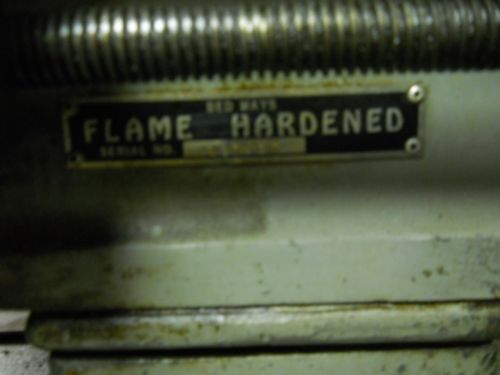 BED WAYS
FLAME HARDENED
SERIAL NO.